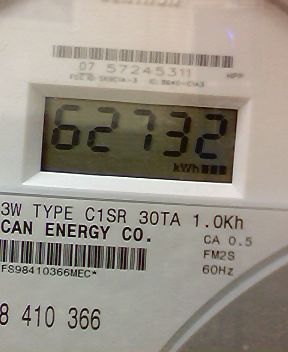 07 57245311
HPP
62732
kWh
3W TYPE C1SR 30TA 1.0Kh
CAN ENERGY CO.
CA 0.5
FM2S
60Hz
FS98410366MEC*
8 410 366